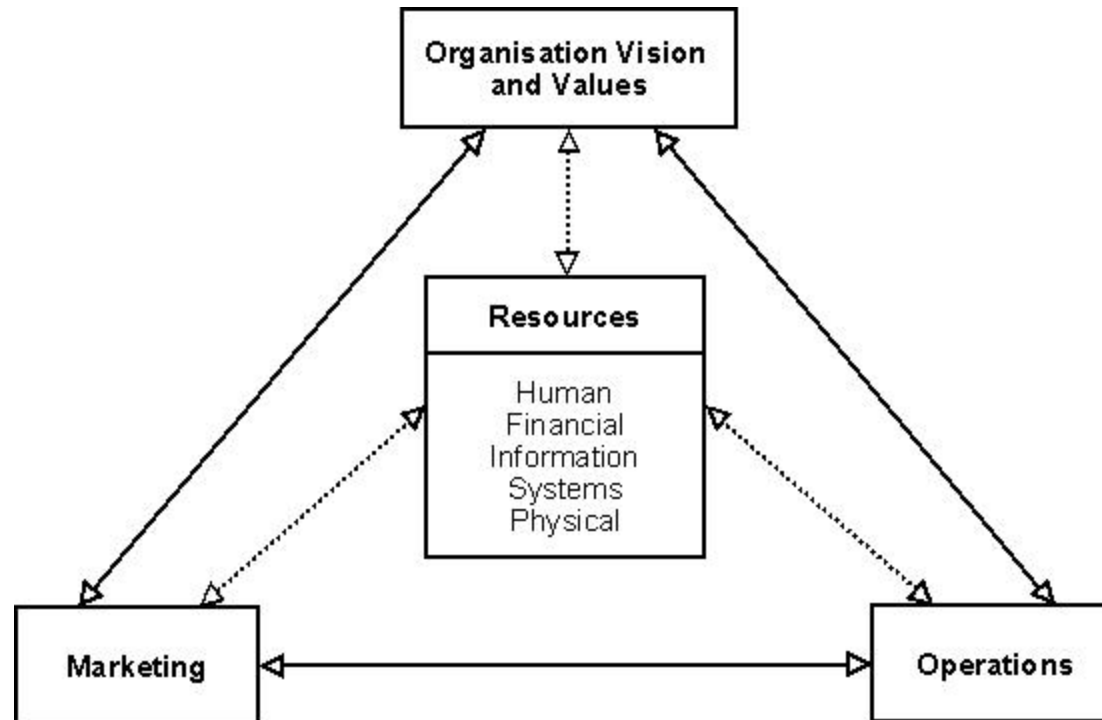 Organisation Vision
and Values
Resources
Human
Financial
Information
Systems
Physical
Marketing
Operations